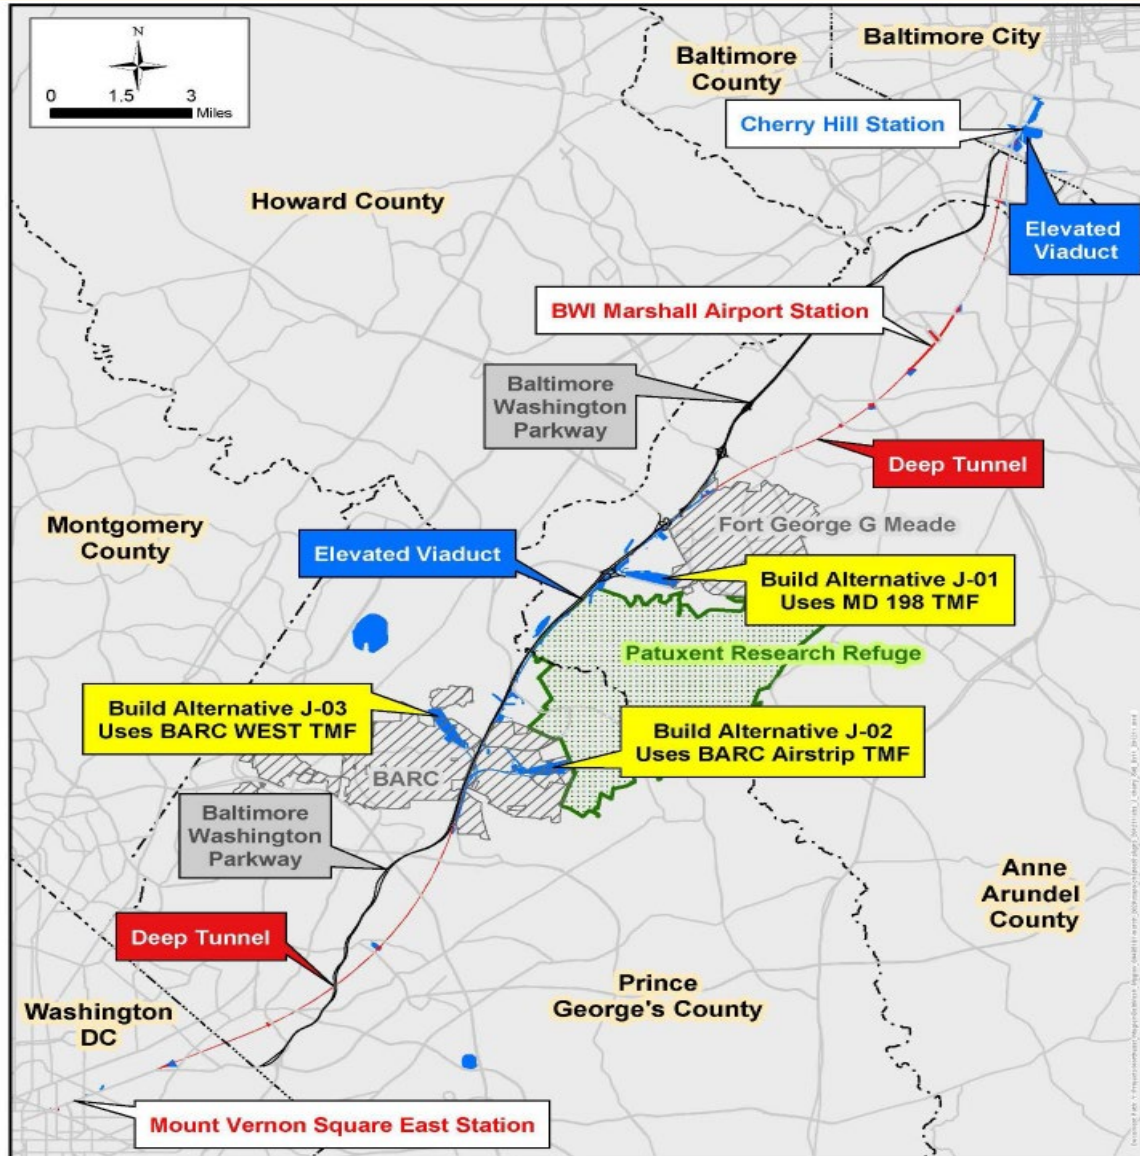 N
0 1.5 3
Miles
Baltimore City
Baltimore
County
Cherry Hill Station
Howard County
Elevated
Viaduct
BWI Marshall Airport Station
Baltimore
Washington
Parkway
Deep Tunnel
Fort George G Meade
Montgomery
County
Elevated Viaduct
Build Alternative J-01
Uses MD 198 TMF
Patuxent Research Refuge
Build Alternative J-03
Uses BARC WEST TMF
Build Alternative J-02
Uses BARC Airstrip TMF
BARC
Baltimore
Washington
Parkway
Anne
Arundel
County
Deep Tunnel
Prince
George's County
Washington
DC
Mount Vernon Square East Station